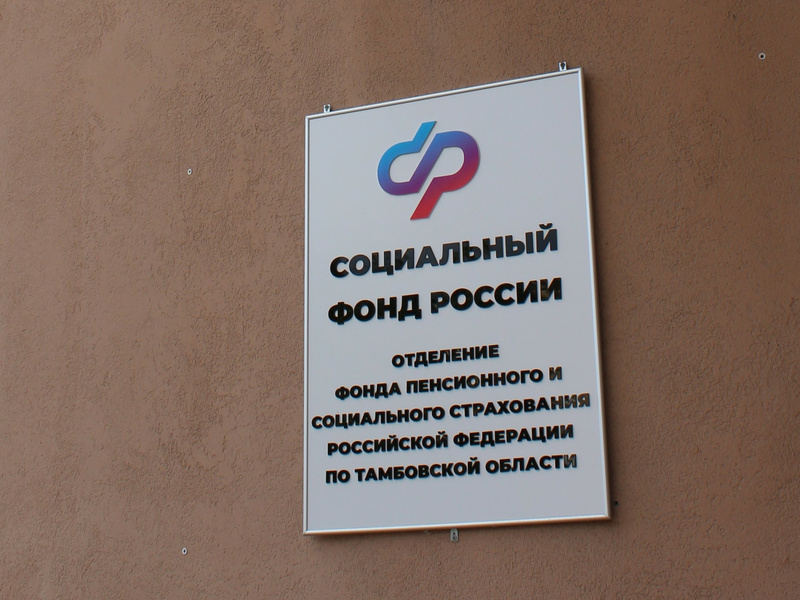 СОЦИАЛЬНЫЙ
ФОНД РОССИИ
ОТДЕЛЕНИЕ
ФОНДА ПЕНСИОННОГО И
СОЦИАЛЬНОГО СТРАХОВАНИЯ
РОССИЙСКОЙ ФЕДЕРАЦИИ
ПО ТАМБОВСКОЙ ОБЛАСТИ